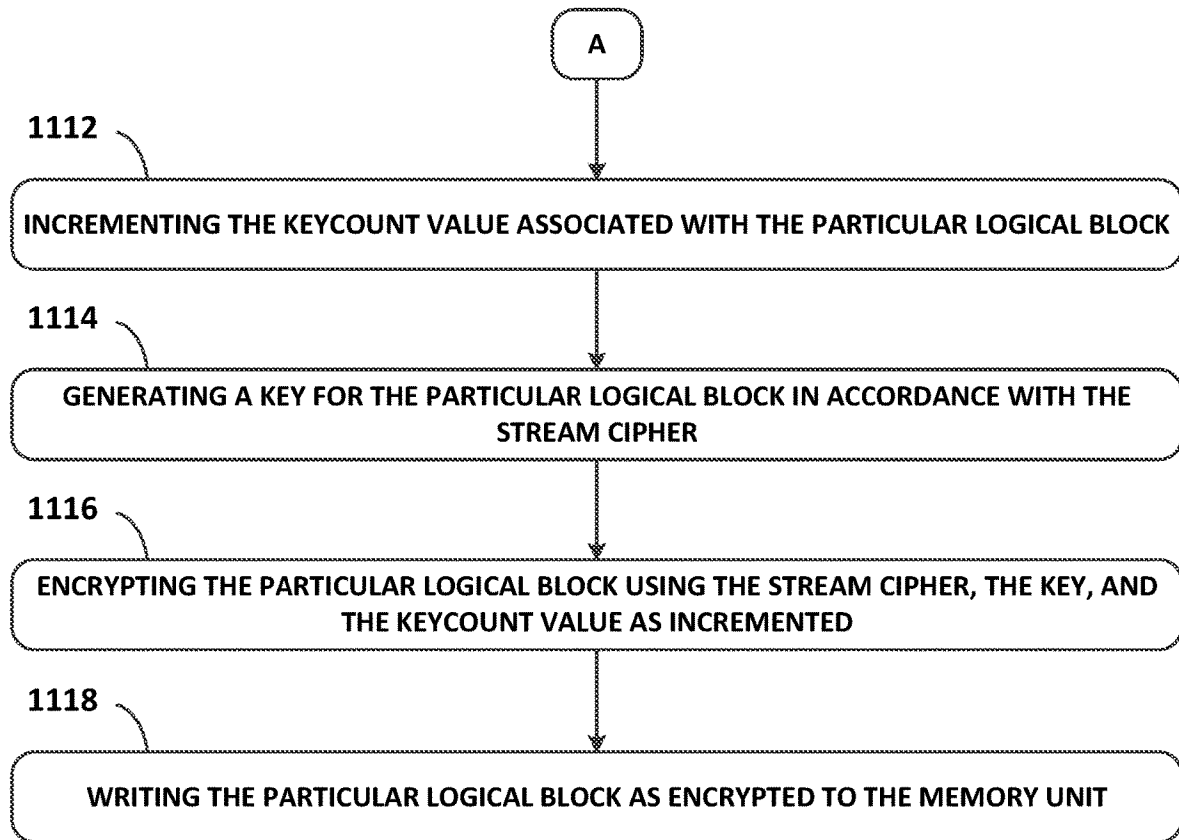 A
1112
INCREMENTING THE KEYCOUNT VALUE ASSOCIATED WITH THE PARTICULAR LOGICAL BLOCK
1114
GENERATING A KEY FOR THE PARTICULAR LOGICAL BLOCK IN ACCORDANCE WITH THE
STREAM CIPHER
1116
ENCRYPTING THE PARTICULAR LOGICAL BLOCK USING THE STREAM CIPHER, THE KEY, AND
THE KEYCOUNT VALUE AS INCREMENTED
1118
WRITING THE PARTICULAR LOGICAL BLOCK AS ENCRYPTED TO THE MEMORY UNIT